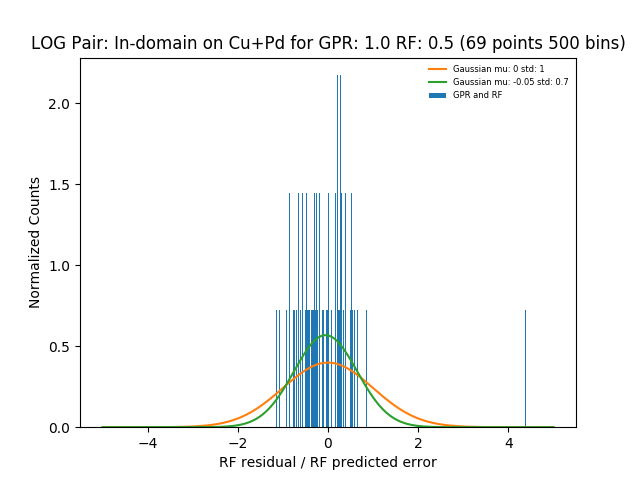 LOG Pair: In-domain on Cu+Pd for GPR: 1.0 RF: 0.5 (69 points 500 bins)
Gaussian mu: 0 std: 1
Gaussian mu: -0.05 std: 0.7
GPR and RF
Normalized Counts
2.0
1.5
1.0
0.5
0.0
−4 −2 0 2 4
RF residual / RF predicted error